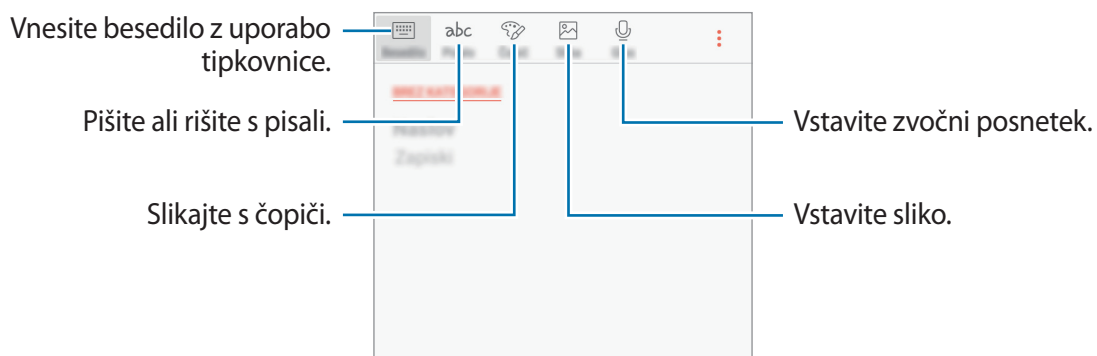 Vnesite besedilo z uporabo
tipkovnice.
abc
BREZ KATEGORIJE
Pišite ali rišite s pisali.
Vstavite zvočni posnetek.
Naslov
Zapiski
Slikajte s čopiči.
Vstavite sliko.